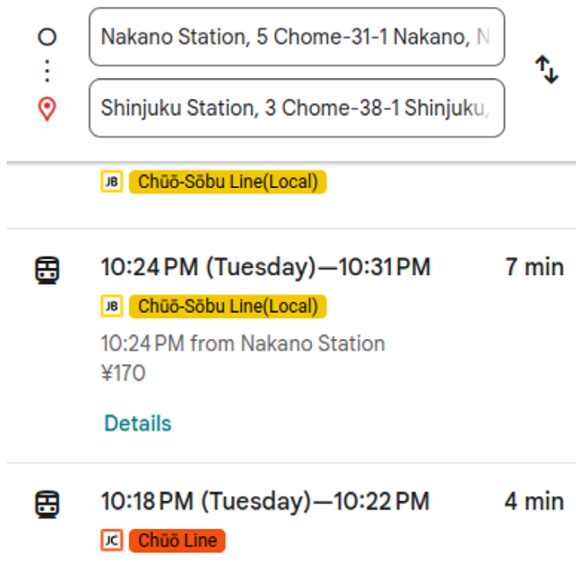 Nakano Station, 5 Chome-31-1 Nakano, N
Shinjuku Station, 3 Chome-38-1 Shinjuku,
JB Chūō-Sōbu Line(Local)
10:24 PM (Tuesday)—10:31 PM 7 min
JB Chūō-Sōbu Line(Local)
10:24 PM from Nakano Station
¥170
Details
10:18 PM (Tuesday)—10:22 PM 4 min
JC Chūō Line